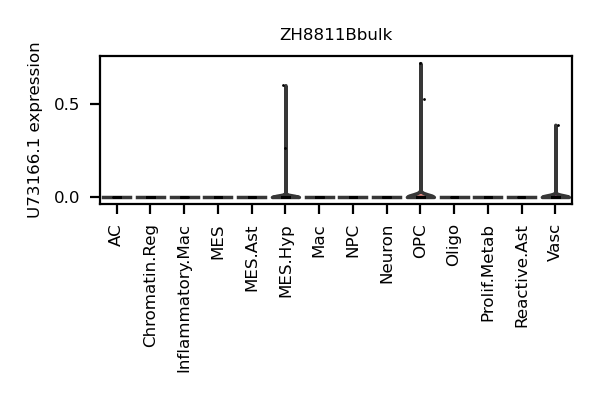 ZH8811Bbulk
U73166.1 expression
0.5
0.0
AC
Chromatin.Reg
Inflammatory.Mac
MES
MES.Ast
MES.Hyp
Mac
NPC
Neuron
OPC
Oligo
Prolif.Metab
Reactive.Ast
Vasc